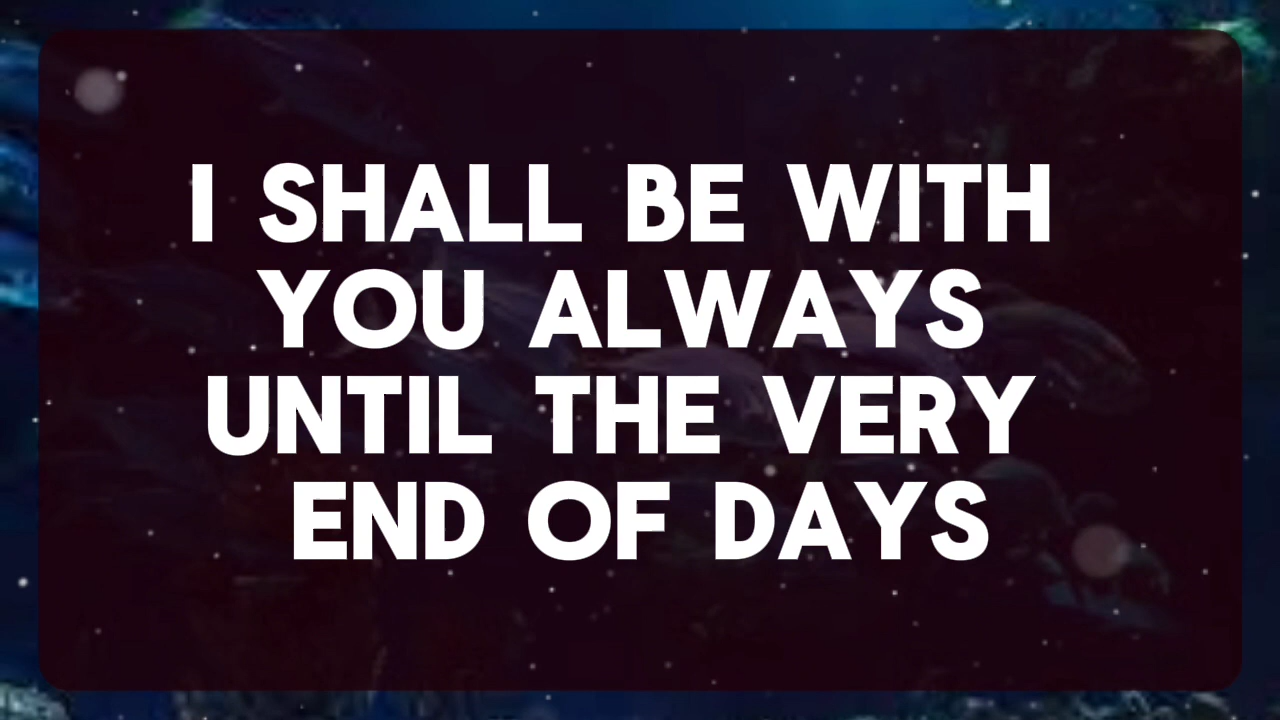 I SHALL BE WITH
YOU ALWAYS
UNTIL THE VERY
END OF DAYS